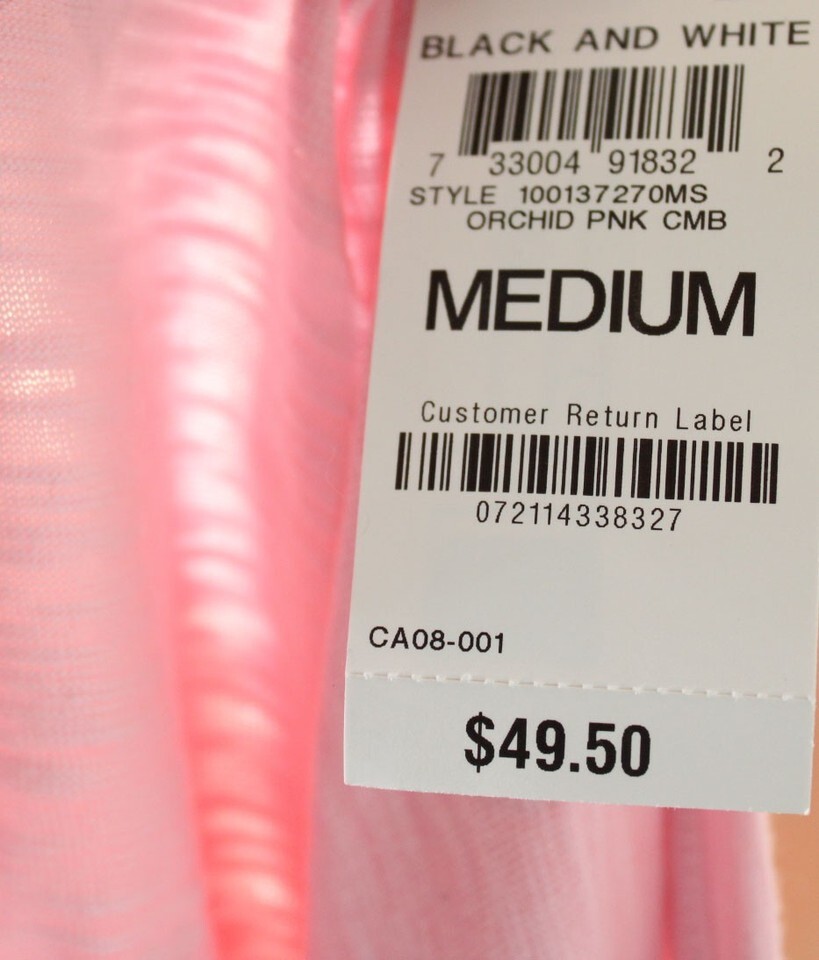 BLACK AND WHITE
7 33004 91832 2
STYLE 100137270MS
ORCHID PNK CMB
MEDIUM
Customer Return Label
072114338327
CA08-001
$49.50